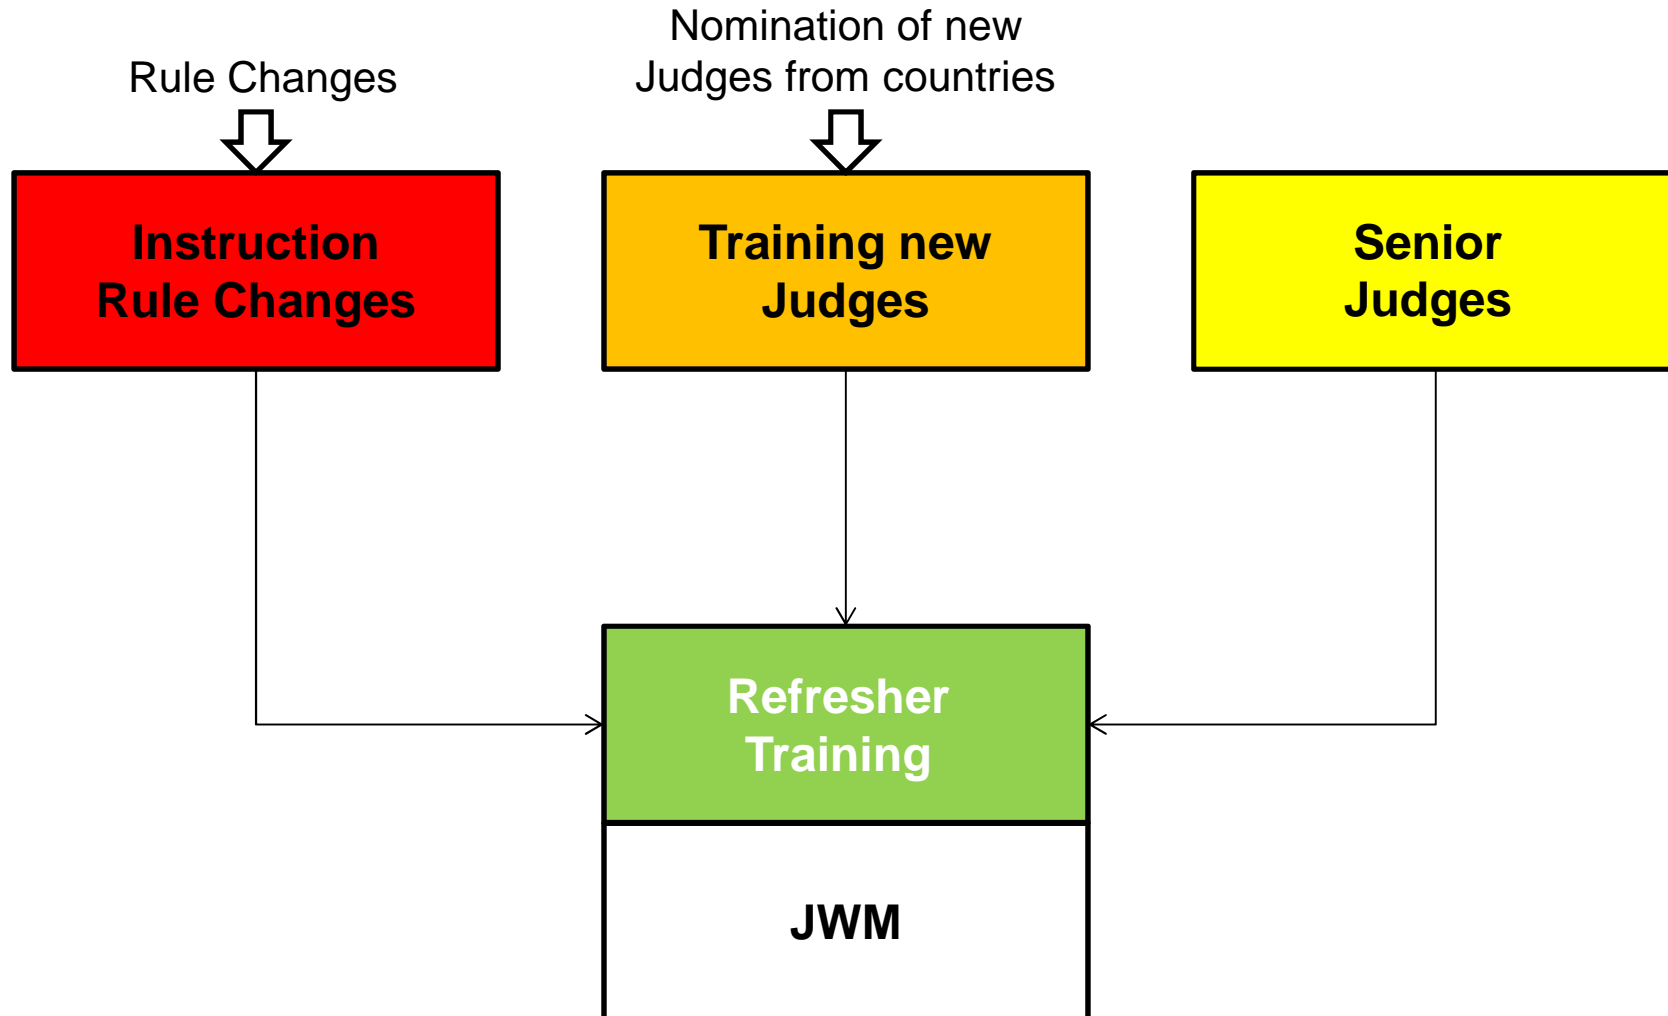 Rule Changes
Nomination of new
Judges from countries
Instruction
Rule Changes
Training new
Judges
Senior
Judges
Refresher
Training
JWM